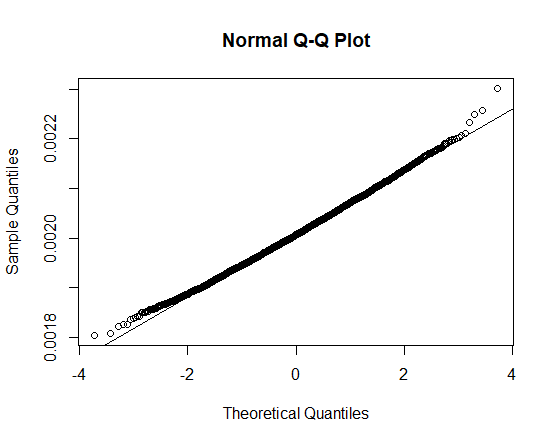 Normal Q-Q Plot
Sample Quantiles
0.0022
0.0020
0.0018
-4
-2
0
2
4
Theoretical Quantiles